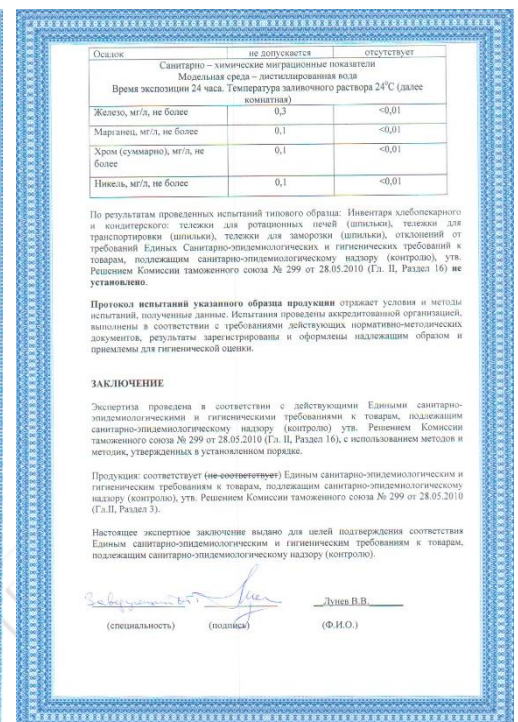 Осадок не допускается отсутствует
Санитарно – химические миграционные показатели
Модельная среда – дистиллированная вода
Время экспозиции 24 часа. Температура заливочного раствора 24°С (далее
комнатная)
Железо, мг/л, не более 0,3 <0,01
Марганец, мг/л, не более 0,1 <0,01
Хром (суммарно), мг/л, не 0,1 <0,01
более
Никель, мг/л, не более 0,1 <0,01
По результатам проведенных испытаний типового образца: Инвентаря хлебопекарного
и кондитерского: тележки для ротационных печей (шпильки), тележки для
транспортировки (шпильки), тележки для заморозки (шпильки), отклонений от
требований Единых Санитарно-эпидемиологических и гигиенических требований к
товарам, подлежащим санитарно-эпидемиологическому надзору (контролю), утв.
Решением Комиссии таможенного союза № 299 от 28.05.2010 (Гл. II, Раздел 16) не
установлено.
Протокол испытаний указанного образца продукции отражает условия и методы
испытаний, полученные данные. Испытания проведены аккредитованной организацией,
выполнены в соответствии с требованиями действующих нормативно-методических
документов, результаты зарегистрированы и оформлены надлежащим образом и
приемлемы для гигиенической оценки.
ЗАКЛЮЧЕНИЕ
Экспертиза проведена в соответствии с действующими Едиными санитарно-
эпидемиологическими и гигиеническими требованиями к товарам, подлежащим
санитарно-эпидемиологическому надзору (контролю) утв. Решением Комиссии
таможенного союза № 299 от 28.05.2010 (Гл. II, Раздел 16), с использованием методов и
методик, утвержденных в установленном порядке.
Продукция: соответствует (не соответствует) Единым санитарно-эпидемиологическим и
гигиеническим требованиям к товарам, подлежащим санитарно-эпидемиологическому
надзору (контролю), утв. Решением Комиссии таможенного союза № 299 от 28.05.2010
(Гл.II, Раздел 3).
Настоящее экспертное заключение выдано для целей подтверждения соответствия
Единым санитарно-эпидемиологическим и гигиеническим требованиям к товарам,
подлежащим санитарно-эпидемиологическому надзору (контролю).
Лунев В.В.
(специальность) (подпись) (Ф.И.О.)